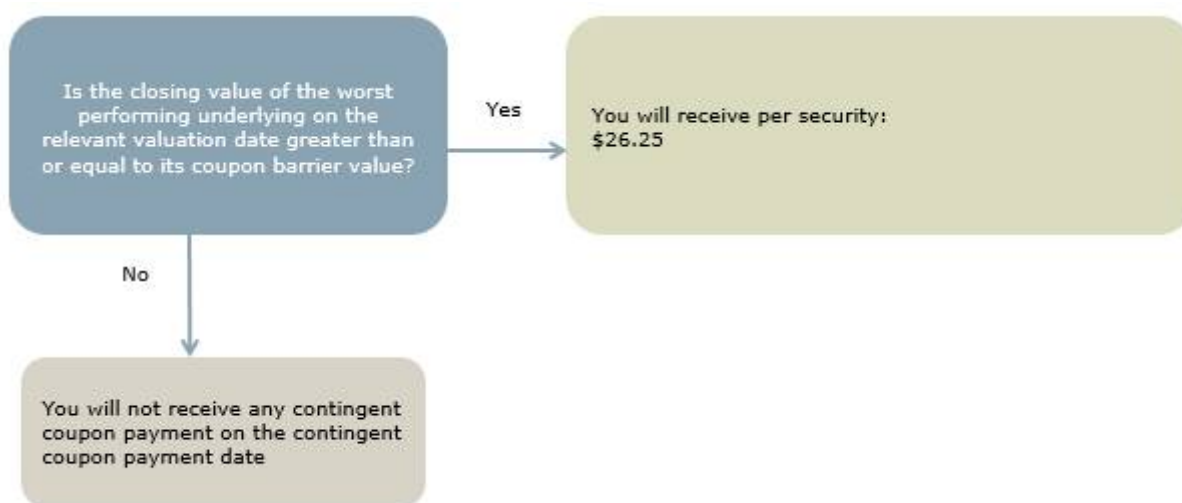 Is the closing value of the worst
performing underlying on the
relevant valuation date greater than
or equal to its coupon barrier value?
Yes
You will receive per security:
$26.25
No
You will not receive any contingent
coupon payment on the contingent
coupon payment date